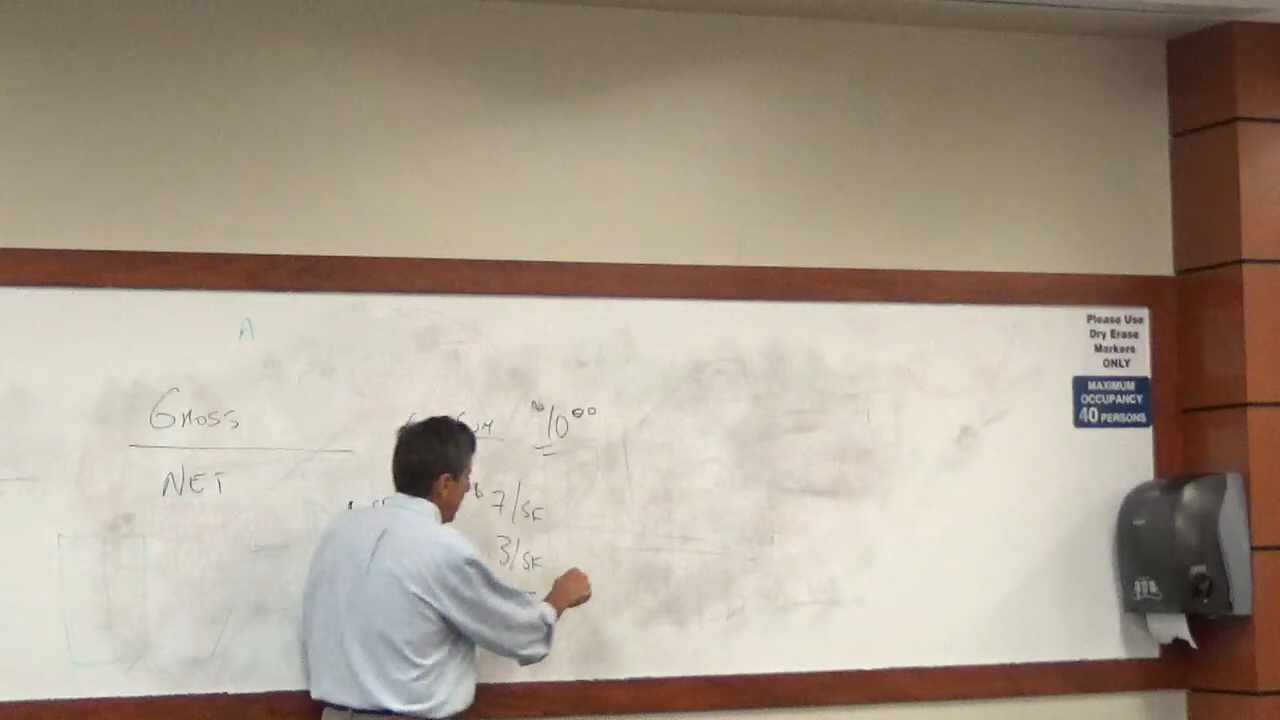 A
GROSS
NET
10⁰⁰
7/SF
3/SF
Please Use
Dry Erase
Markers
ONLY
MAXIMUM
OCCUPANCY
40 PERSONS